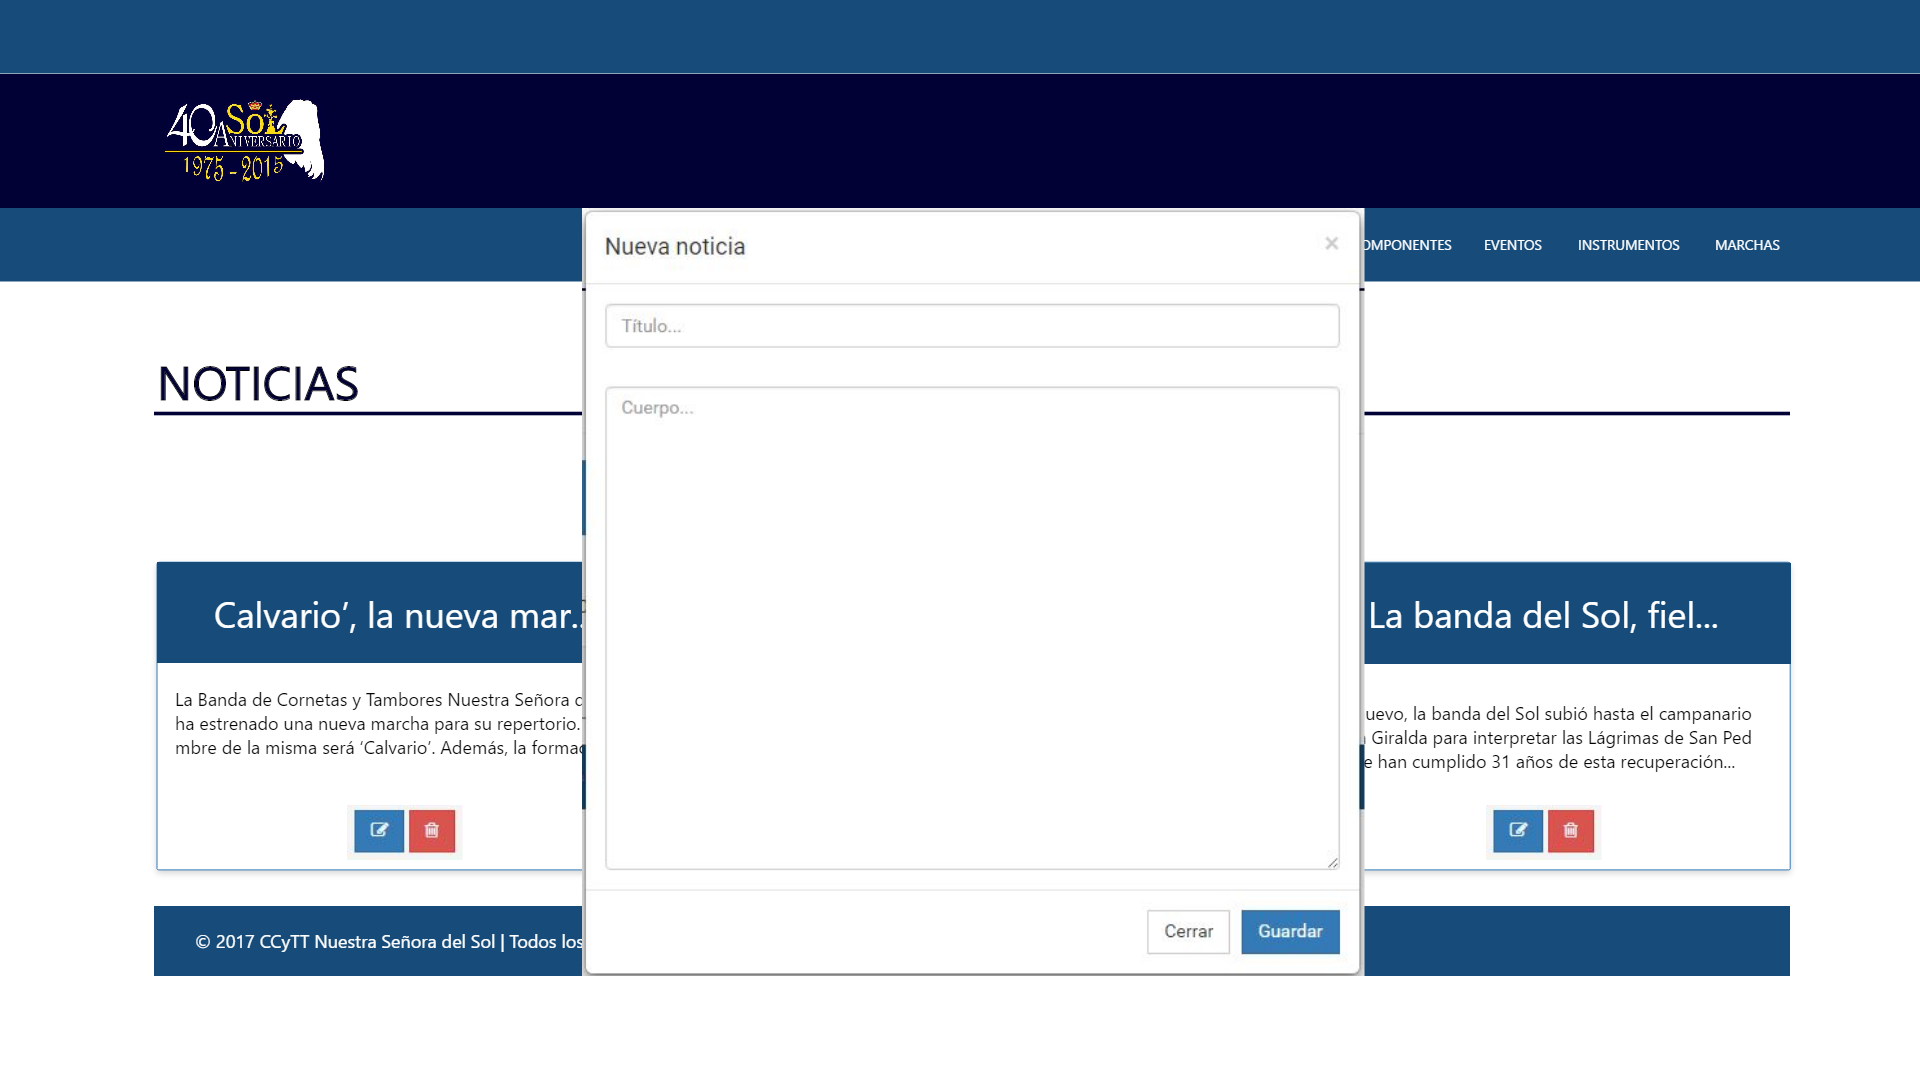 40 Sol
ANIVERSARIO
1975 - 2015
Nueva noticia
×
OMPONENTES
EVENTOS
INSTRUMENTOS
MARCHAS
Título...
NOTICIAS
Cuerpo...
Calvario’, la nueva mar...
La Banda de Cornetas y Tambores Nuestra Señora
ha estrenado una nueva marcha para su repertorio.
mbre de la misma será ‘Calvario’. Además, la formac
La banda del Sol, fiel...
uevo, la banda del Sol subió hasta el campanario
Giralda para interpretar las Lágrimas de San Ped
e han cumplido 31 años de esta recuperación...
Cerrar
Guardar
© 2017 CCyTT Nuestra Señora del Sol | Todos los